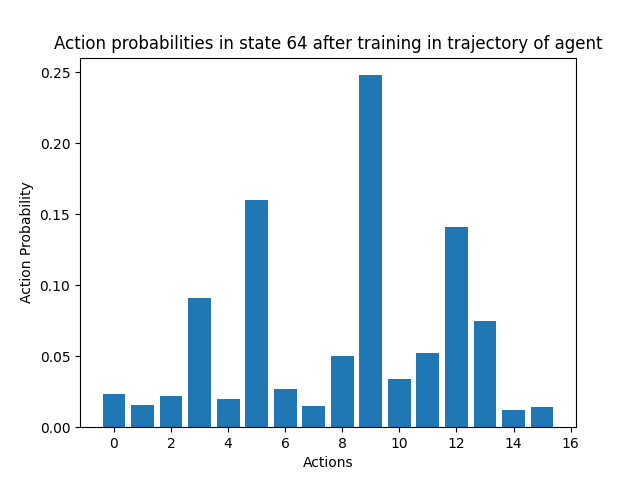 Action probabilities in state 64 after training in trajectory of agent
0.25
0.20
0.15
0.10
0.05
0.00
Action Probability
0 2 4 6 8 10 12 14 16
Actions